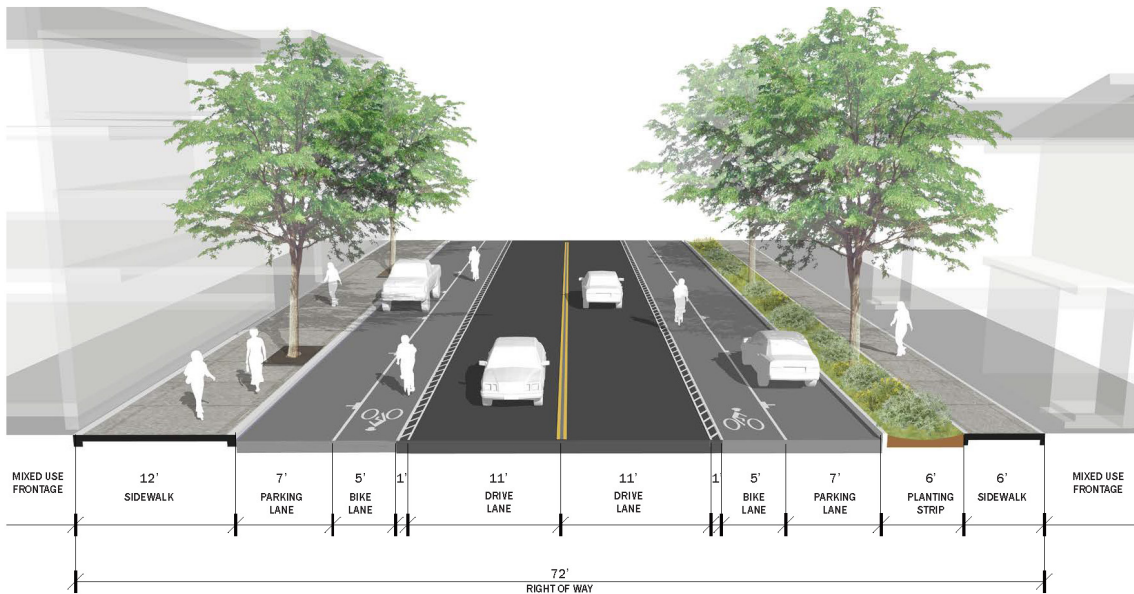 MIXED USE
FRONTAGE
12'
SIDEWALK
7'
PARKING
LANE
5'
BIKE
LANE
1'
11'
DRIVE
LANE
11'
DRIVE
LANE
1'
5'
BIKE
LANE
7'
PARKING
LANE
6'
PLANTING
STRIP
6'
SIDEWALK
MIXED USE
FRONTAGE
72'
RIGHT OF WAY